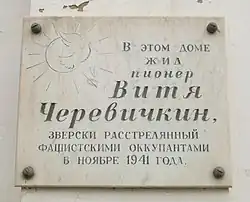 В ЭТОМ ДОМЕ
ЖИЛ
пионер
Витя
Черевичкин,
ЗВЕРСКИ РАССТРЕЛЯННЫЙ
ФАШИСТСКИМИ ОККУПАНТАМИ
В НОЯБРЕ 1941 ГОДА.